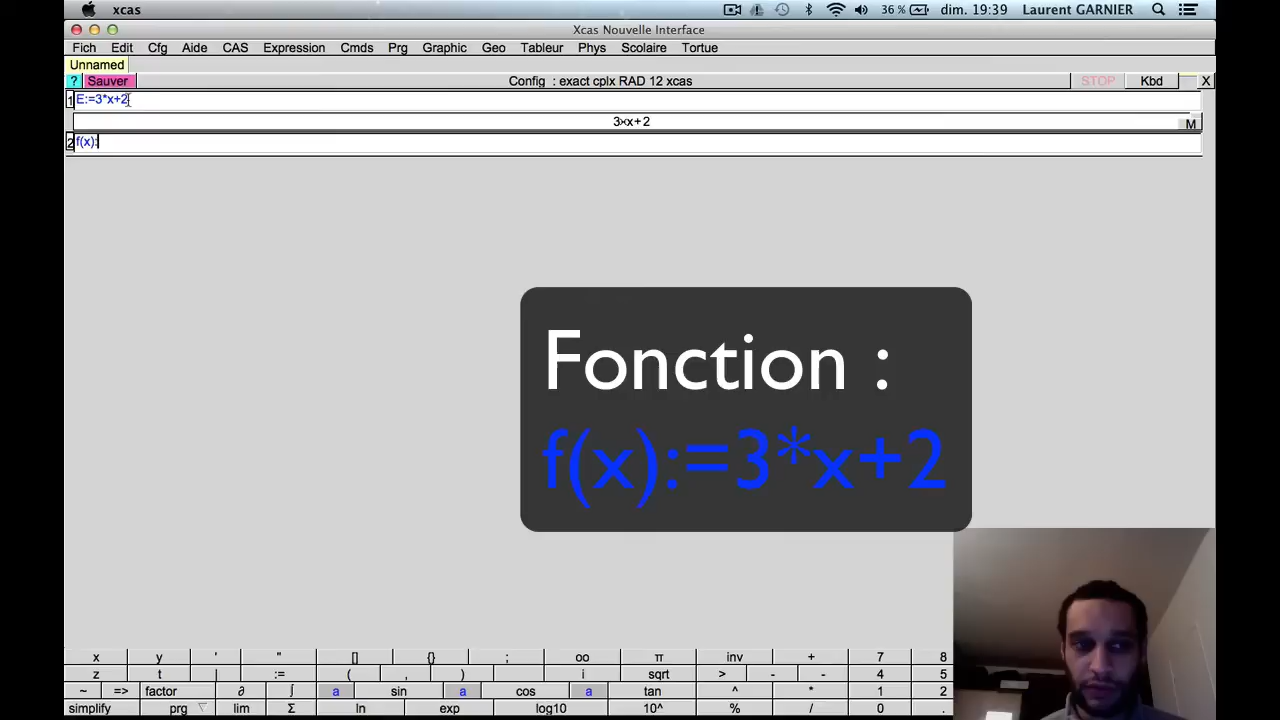 xcas 36 % dim. 19:39 Laurent GARNIER
Xcas Nouvelle Interface
Fich Edit Cfg Aide CAS Expression Cmds Prg Graphic Geo Tableur Phys Scolaire Tortue
Unnamed
? Sauver Config : exact cplx RAD 12 xcas STOP Kbd X
1 E:=3*x+2
3×x+2 M
2 f(x):
Fonction :
f(x):=3*x+2
x y ' " [] {} ; oo π inv + 7 8
z t | := ( , ) i sqrt > - - 4 5
~ => factor ∂ ∫ a sin a cos a tan ^ * 1 2
simplify prg lim Σ ln exp log10 10^ % / 0 .